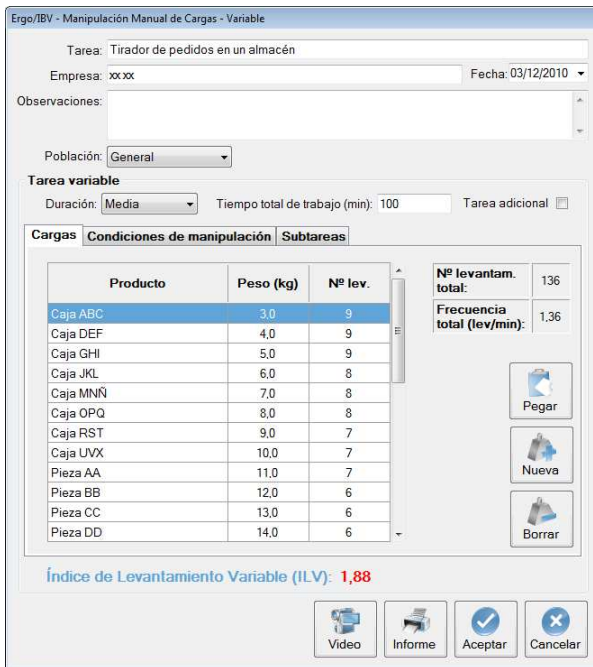 Ergo/IBV - Manipulación Manual de Cargas - Variable
Tarea: Tirador de pedidos en un almacén
Empresa: xx xx Fecha: 03/12/2010
Observaciones:
Población: General
Tarea variable
Duración: Media Tiempo total de trabajo (min): 100 Tarea adicional
Cargas Condiciones de manipulación Subtareas
Producto Peso (kg) Nº lev.
Caja ABC 3,0 9
Caja DEF 4,0 9
Caja GHI 5,0 9
Caja JKL 6,0 8
Caja MNÑ 7,0 8
Caja OPQ 8,0 8
Caja RST 9,0 7
Caja UVX 10,0 7
Pieza AA 11,0 7
Pieza BB 12,0 6
Pieza CC 13,0 6
Pieza DD 14,0 6
Nº levantam. total: 136
Frecuencia total (lev/min): 1,36
Pegar
Nueva
Borrar
Índice de Levantamiento Variable (ILV): 1,88
Video Informe Aceptar Cancelar